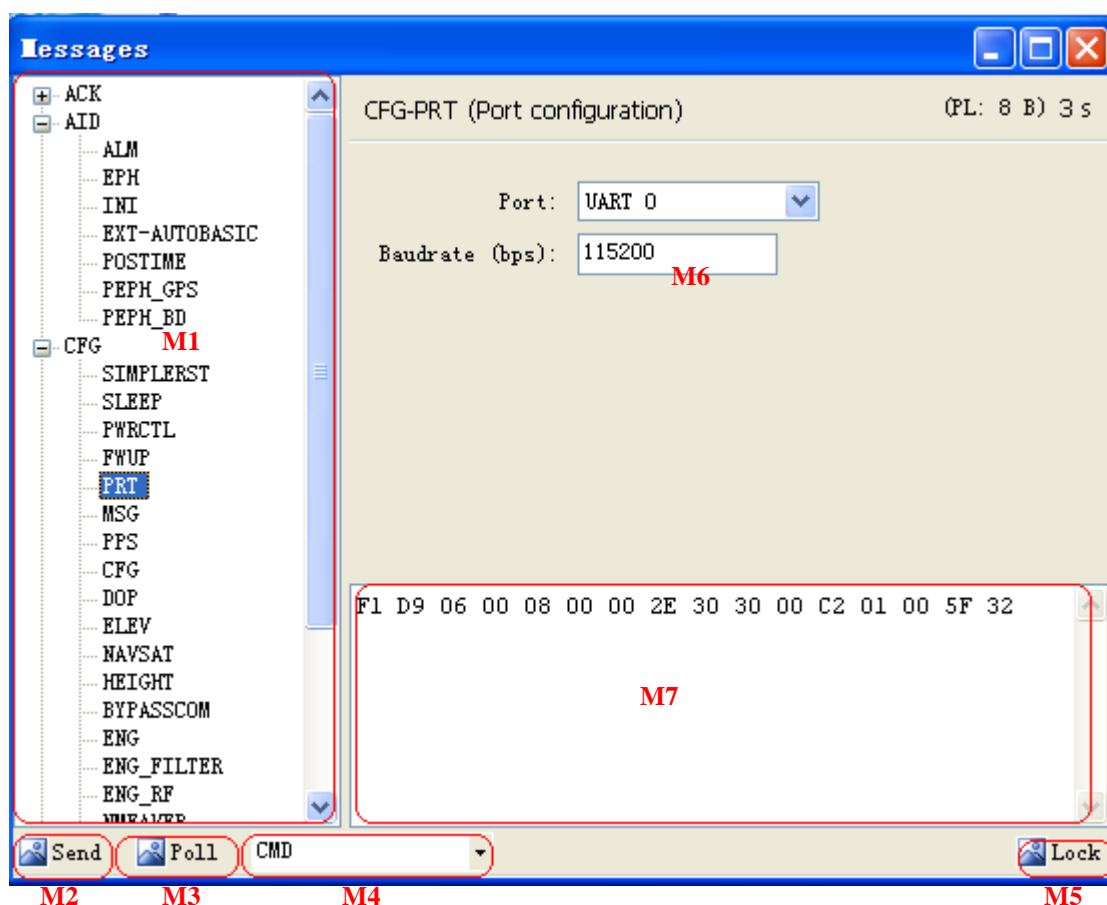 Messages
ACK
AID
ALM
EPH
INI
EXT-AUTOBASIC
POSTIME
PEPH_GPS
PEPH_BD
M1
CFG
SIMPLERST
SLEEP
PWRCTL
FWUP
PRT
MSG
PPS
CFG
DOP
ELEV
NAVSAT
HEIGHT
BYPASSCOM
ENG
ENG_FILTER
ENG_RF
CFG-PRT (Port configuration) (PL: 8 B) 3 s
Port: UART 0
Baudrate (bps): 115200
M6
F1 D9 06 00 08 00 00 2E 30 30 00 C2 01 00 5F 32
M7
Send Poll CMD Lock
M2 M3 M4 M5